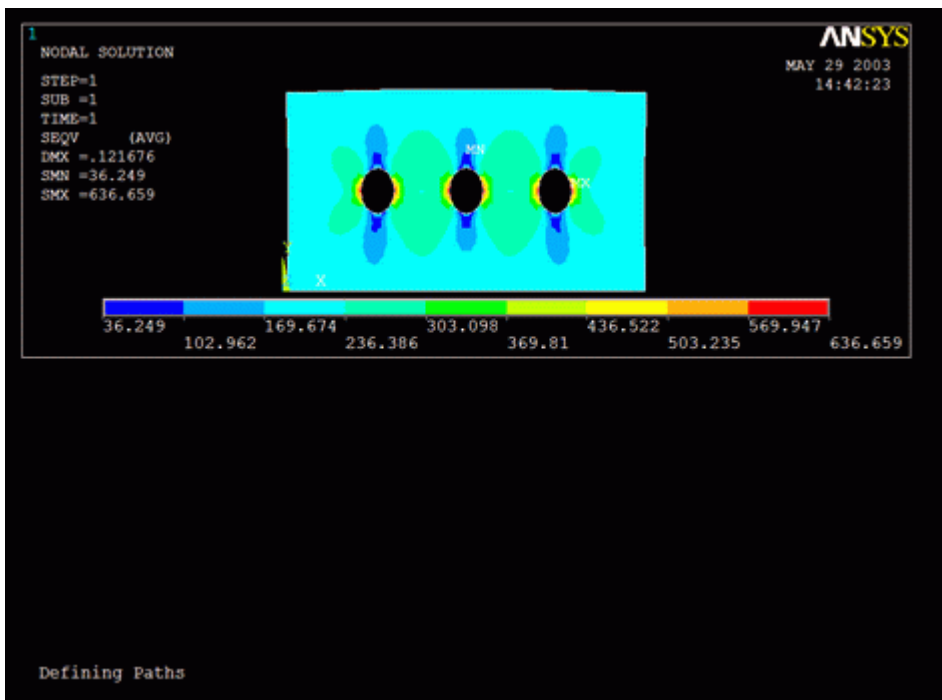 1
ANSYS
NODAL SOLUTION
MAY 29 2003
14:42:23
STEP=1
SUB =1
TIME=1
SEQV (AVG)
DMX =.121676
SMN =36.249
SMX =636.659
MN
MX
Y
X
36.249 169.674 303.098 436.522 569.947
102.962 236.386 369.81 503.235 636.659
Defining Paths